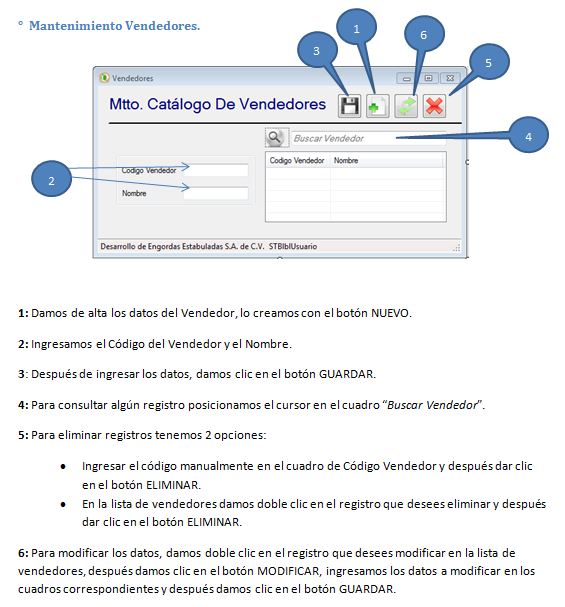 ° Mantenimiento Vendedores.
1
6
3
5
Vendedores
Mtto. Catálogo De Vendedores
Buscar Vendedor
4
Codigo Vendedor
Codigo Vendedor Nombre
2
Nombre
Desarrollo de Engordas Estabuladas S.A. de C.V. STBlblUsuario
1: Damos de alta los datos del Vendedor, lo creamos con el botón NUEVO.
2: Ingresamos el Código del Vendedor y el Nombre.
3: Después de ingresar los datos, damos clic en el botón GUARDAR.
4: Para consultar algún registro posicionamos el cursor en el cuadro “Buscar Vendedor”.
5: Para eliminar registros tenemos 2 opciones:
• Ingresar el código manualmente en el cuadro de Código Vendedor y después dar clic
en el botón ELIMINAR.
• En la lista de vendedores damos doble clic en el registro que desees eliminar y después
dar clic en el botón ELIMINAR.
6: Para modificar los datos, damos doble clic en el registro que desees modificar en la lista de
vendedores, después damos clic en el botón MODIFICAR, ingresamos los datos a modificar en los
cuadros correspondientes y después damos clic en el botón GUARDAR.